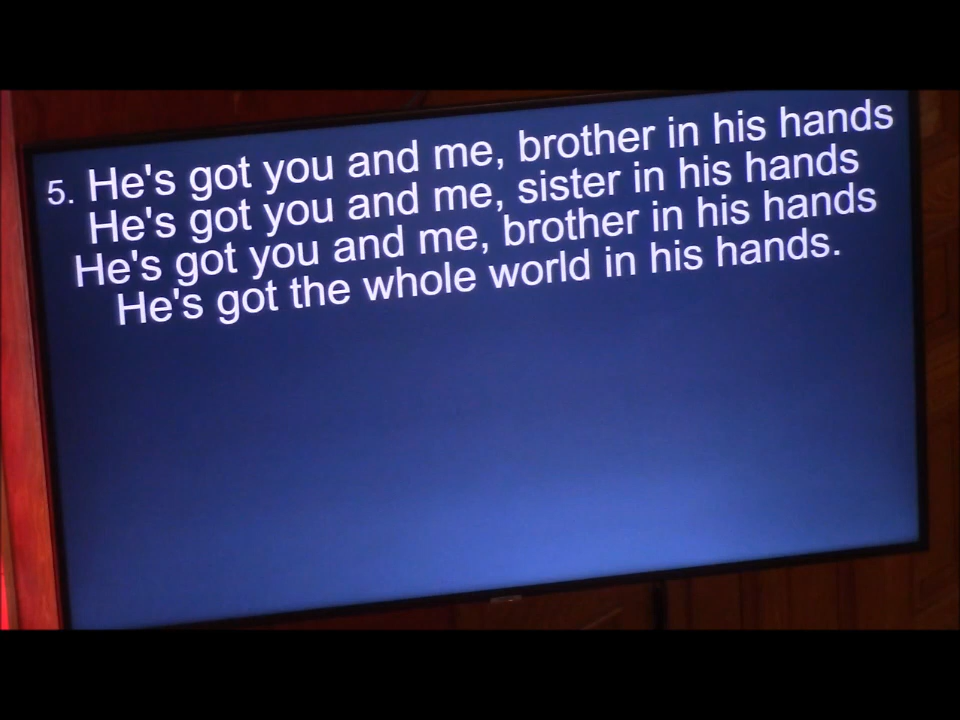 5. He's got you and me, brother in his hands
He's got you and me, sister in his hands
He's got you and me, brother in his hands
He's got the whole world in his hands.